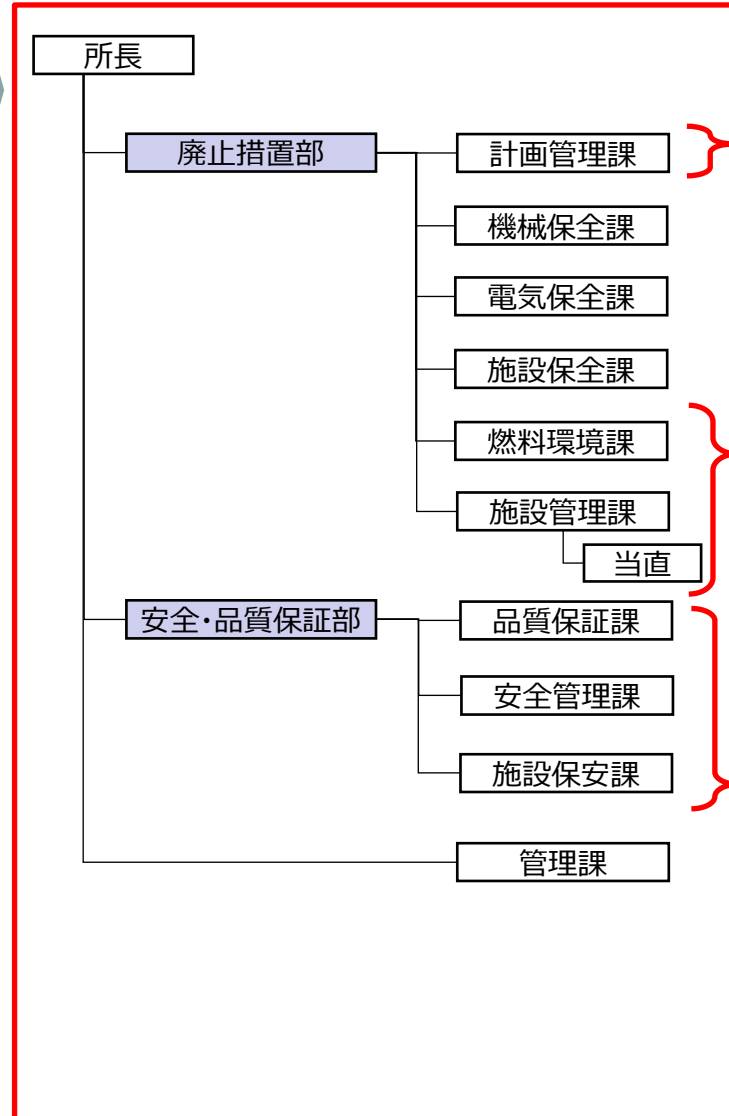 所長
廃止措置部
計画管理課
機械保全課
電気保全課
施設保全課
燃料環境課
施設管理課
当直
安全・品質保証部
品質保証課
安全管理課
施設保安課
管理課